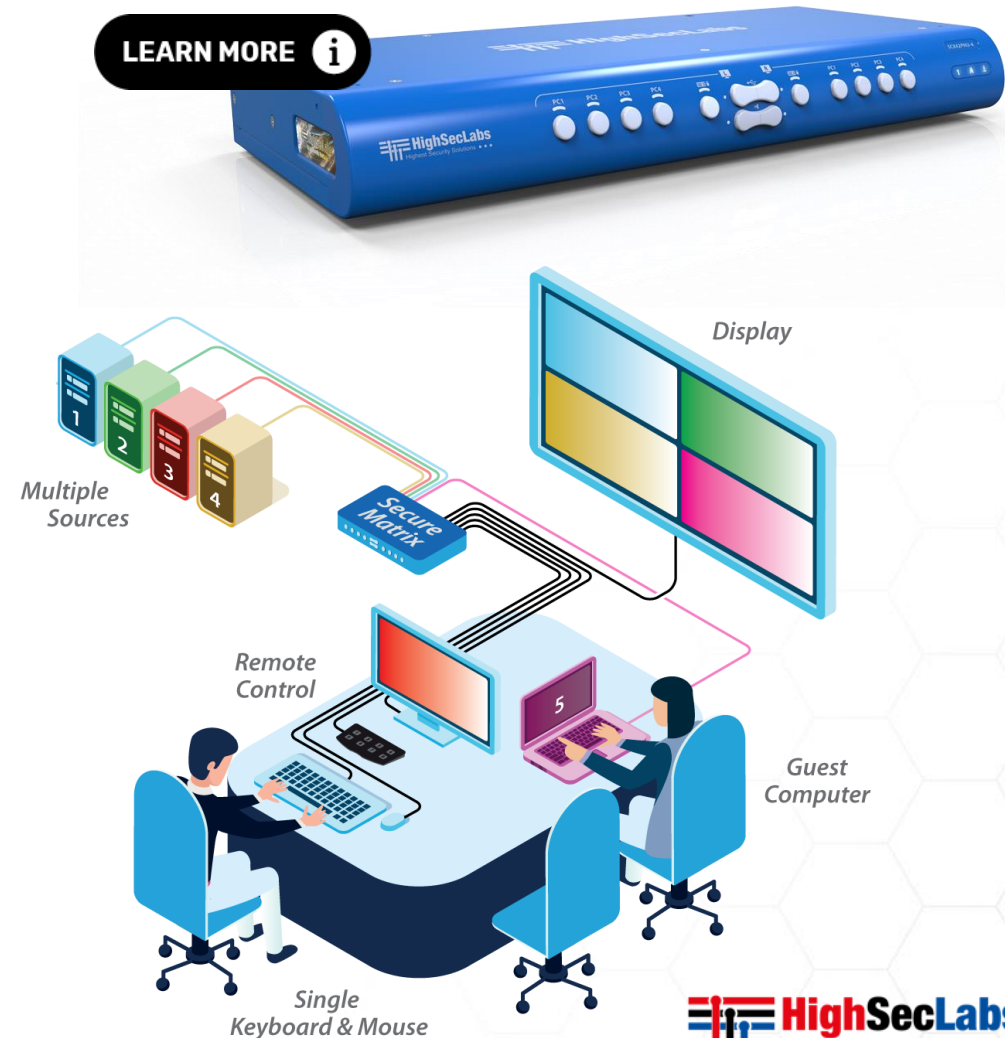 LEARN MORE i
HighSecLabs
PC1 PC2 PC3 PC4 PC1 PC2 PC3 PC4
HighSecLabs
Highest Security Solutions
Display
1
2
3
4
Multiple
Sources
Secure
Matrix
Remote
Control
5
Guest
Computer
Single
Keyboard & Mouse
HighSecLabs